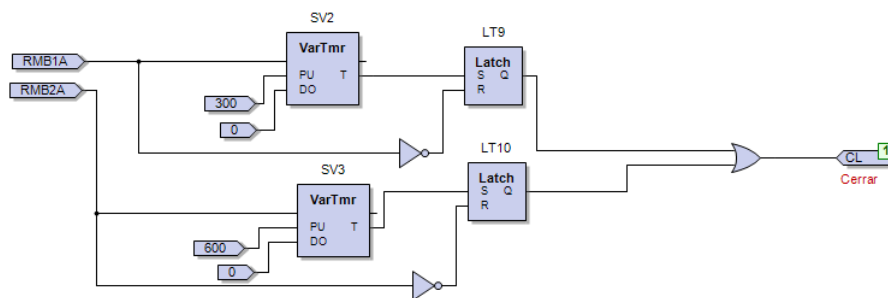 SV2
LT9
VarTmr
RMB1A
Latch
PU T
S Q
RMB2A
DO
R
300
0
LT10
SV3
Latch
VarTmr
S Q
R
PU T
600
DO
0
1
CL
Cerrar